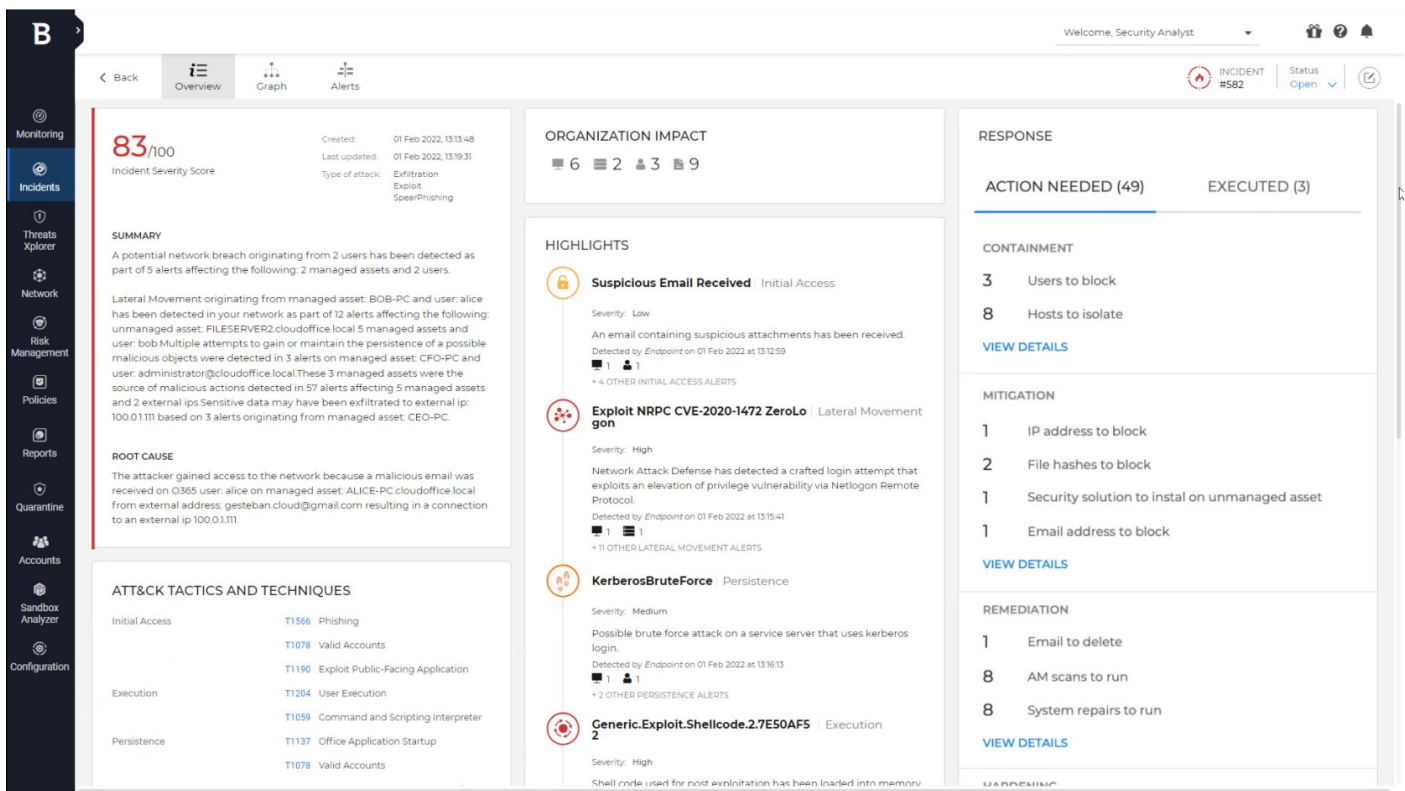 B
Welcome, Security Analyst
Back
Overview
Graph
Alerts
INCIDENT
#582
Status
Open
Monitoring
Incidents
Threats
Xplorer
Network
Risk
Management
Policies
Reports
Quarantine
Accounts
Sandbox
Analyzer
Configuration
83/100
Incident Severity Score
Created: 01 Feb 2022, 13:13:48
Last updated: 01 Feb 2022, 13:19:31
Type of attack: Exfiltration
Exploit
SpearPhishing
SUMMARY
A potential network breach originating from 2 users has been detected as
part of 5 alerts affecting the following: 2 managed assets and 2 users.
Lateral Movement originating from managed asset: BOB-PC and user: alice
has been detected in your network as part of 12 alerts affecting the following:
unmanaged asset: FILESERVER2.cloudoffice.local 5 managed assets and
user: bob.Multiple attempts to gain or maintain the persistence of a possible
malicious objects were detected in 3 alerts on managed asset: CFO-PC and
user: administrator@cloudoffice.local.These 3 managed assets were the
source of malicious actions detected in 57 alerts affecting 5 managed assets
and 2 external ips.Sensitive data may have been exfiltrated to external ip:
100.0.1.111 based on 3 alerts originating from managed asset: CEO-PC.
ROOT CAUSE
The attacker gained access to the network because a malicious email was
received on O365 user: alice on managed asset: ALICE-PC.cloudoffice.local
from external address: gesteban.cloud@gmail.com resulting in a connection
to an external ip 100.0.1.111.
ATT&CK TACTICS AND TECHNIQUES
Initial Access T1566 Phishing
T1078 Valid Accounts
T1190 Exploit Public-Facing Application
Execution T1204 User Execution
T1059 Command and Scripting Interpreter
Persistence T1137 Office Application Startup
T1078 Valid Accounts
ORGANIZATION IMPACT
6 2 3 9
HIGHLIGHTS
Suspicious Email Received Initial Access
Severity: Low
An email containing suspicious attachments has been received.
Detected by Endpoint on 01 Feb 2022 at 13:12:59
1 1
+ 4 OTHER INITIAL ACCESS ALERTS
Exploit NRPC CVE-2020-1472 ZeroLo Lateral Movement
gon
Severity: High
Network Attack Defense has detected a crafted login attempt that
exploits an elevation of privilege vulnerability via Netlogon Remote
Protocol.
Detected by Endpoint on 01 Feb 2022 at 13:15:41
1 1
+ 11 OTHER LATERAL MOVEMENT ALERTS
KerberosBruteForce Persistence
Severity: Medium
Possible brute force attack on a service server that uses kerberos
login.
Detected by Endpoint on 01 Feb 2022 at 13:16:13
1 1
+ 2 OTHER PERSISTENCE ALERTS
Generic.Exploit.Shellcode.2.7E50AF5 Execution
2
Severity: High
Shell code used for post exploitation has been loaded into memory
RESPONSE
ACTION NEEDED (49) EXECUTED (3)
CONTAINMENT
3 Users to block
8 Hosts to isolate
VIEW DETAILS
MITIGATION
1 IP address to block
2 File hashes to block
1 Security solution to instal on unmanaged asset
1 Email address to block
VIEW DETAILS
REMEDIATION
1 Email to delete
8 AM scans to run
8 System repairs to run
VIEW DETAILS
HARDENING